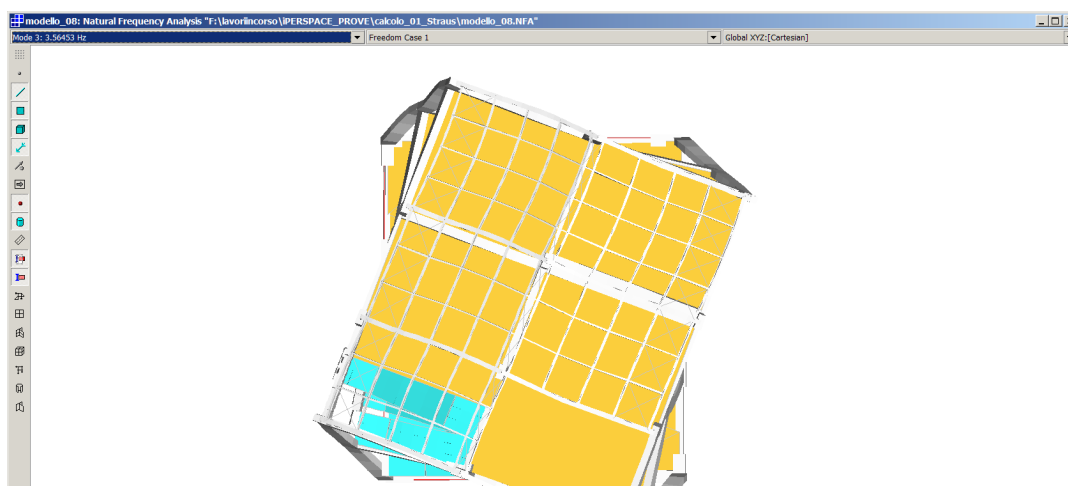 modello_08: Natural Frequency Analysis "F:\lavorincorso\iPERSPACE_PROVE\calcolo_01_Straus\modello_08.NFA"
Mode 3: 3.56453 Hz Freedom Case 1 Global XYZ:[Cartesian]